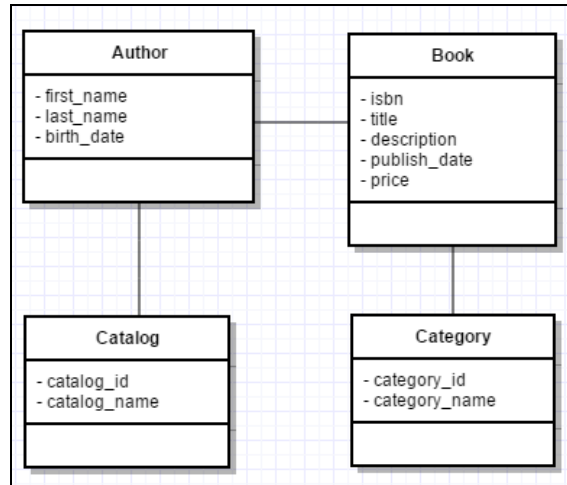 Author
- first_name
- last_name
- birth_date
Book
- isbn
- title
- description
- publish_date
- price
Catalog
- catalog_id
- catalog_name
Category
- category_id
- category_name